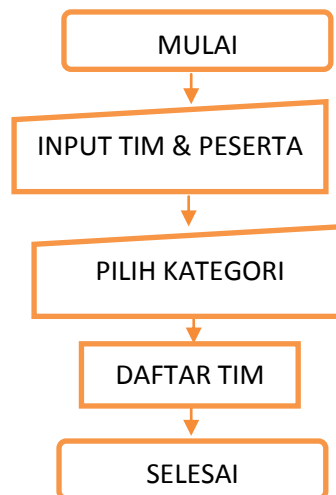 MULAI
INPUT TIM & PESERTA
PILIH KATEGORI
DAFTAR TIM
SELESAI